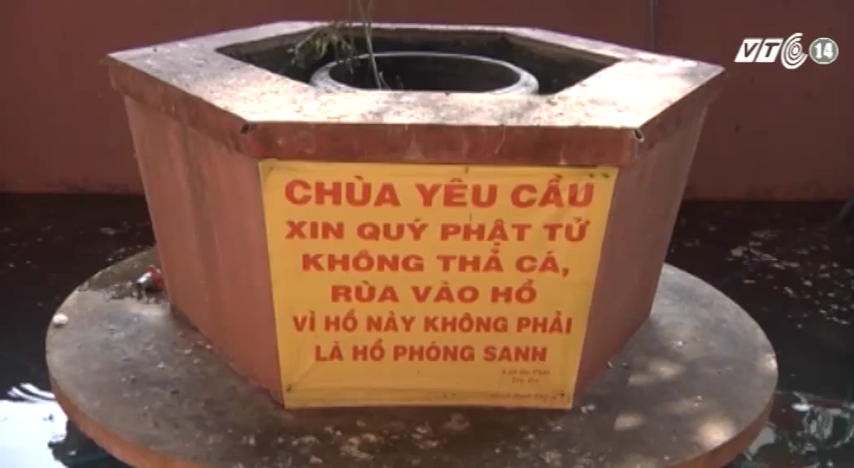 VTC 14
CHÙA YÊU CẦU
XIN QUÝ PHẬT TỬ
KHÔNG THẢ CÁ,
RÙA VÀO HỒ
VÌ HỒ NÀY KHÔNG PHẢI
LÀ HỒ PHÓNG SANH